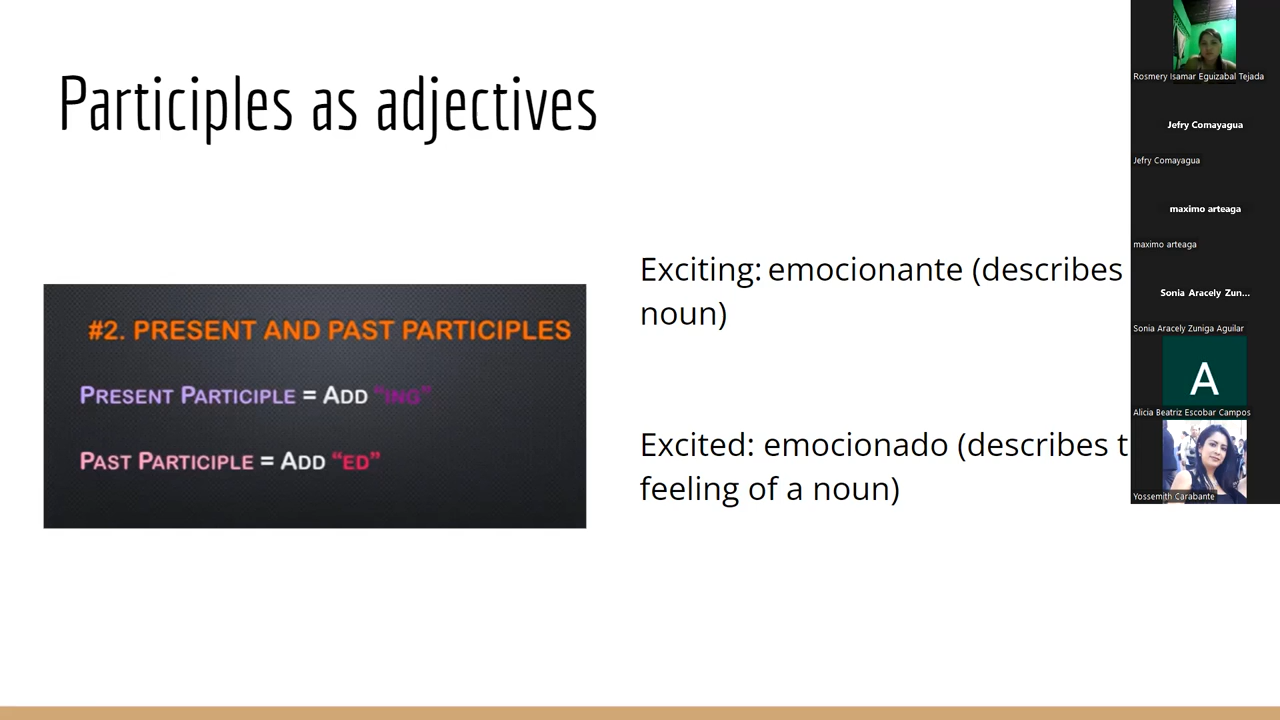 Participles as adjectives
#2. PRESENT AND PAST PARTICIPLES
PRESENT PARTICIPLE = ADD "ING"
PAST PARTICIPLE = ADD "ED"
Exciting: emocionante (describes
noun)
Excited: emocionado (describes t
feeling of a noun)
Rosmery Isamar Eguizabal Tejada
Jefry Comayagua
Jefry Comayagua
maximo arteaga
maximo arteaga
Sonia Aracely Zun...
Sonia Aracely Zuniga Aguilar
A
Alicia Beatriz Escobar Campos
Yossemith Carabante